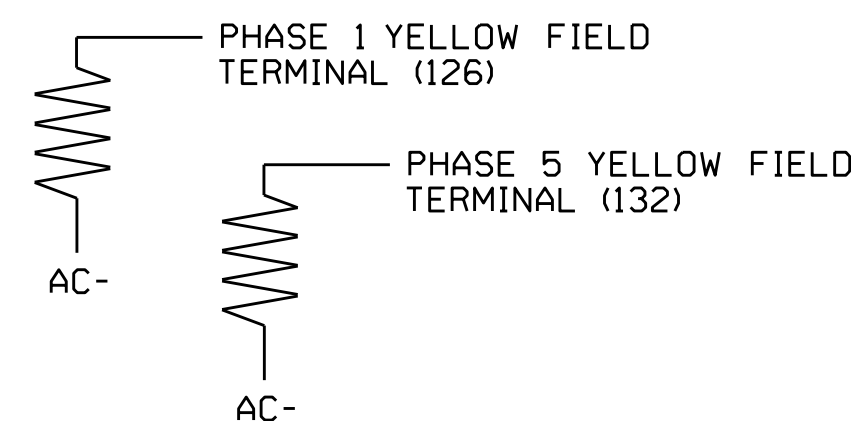 PHASE 1 YELLOW FIELD
TERMINAL (126)
AC-
PHASE 5 YELLOW FIELD
TERMINAL (132)
AC-